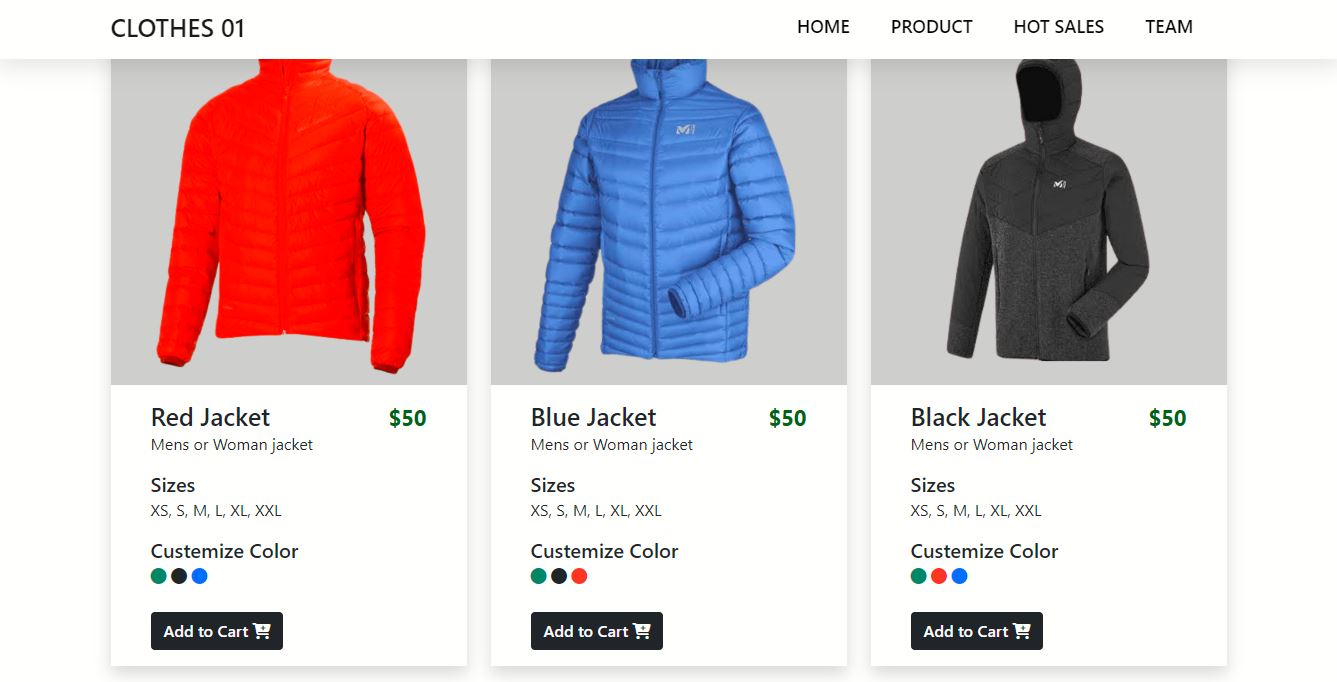 CLOTHES 01
HOME PRODUCT HOT SALES TEAM
Red Jacket $50
Mens or Woman jacket
Sizes
XS, S, M, L, XL, XXL
Custemize Color
Add to Cart
Blue Jacket $50
Mens or Woman jacket
Sizes
XS, S, M, L, XL, XXL
Custemize Color
Add to Cart
Black Jacket $50
Mens or Woman jacket
Sizes
XS, S, M, L, XL, XXL
Custemize Color
Add to Cart